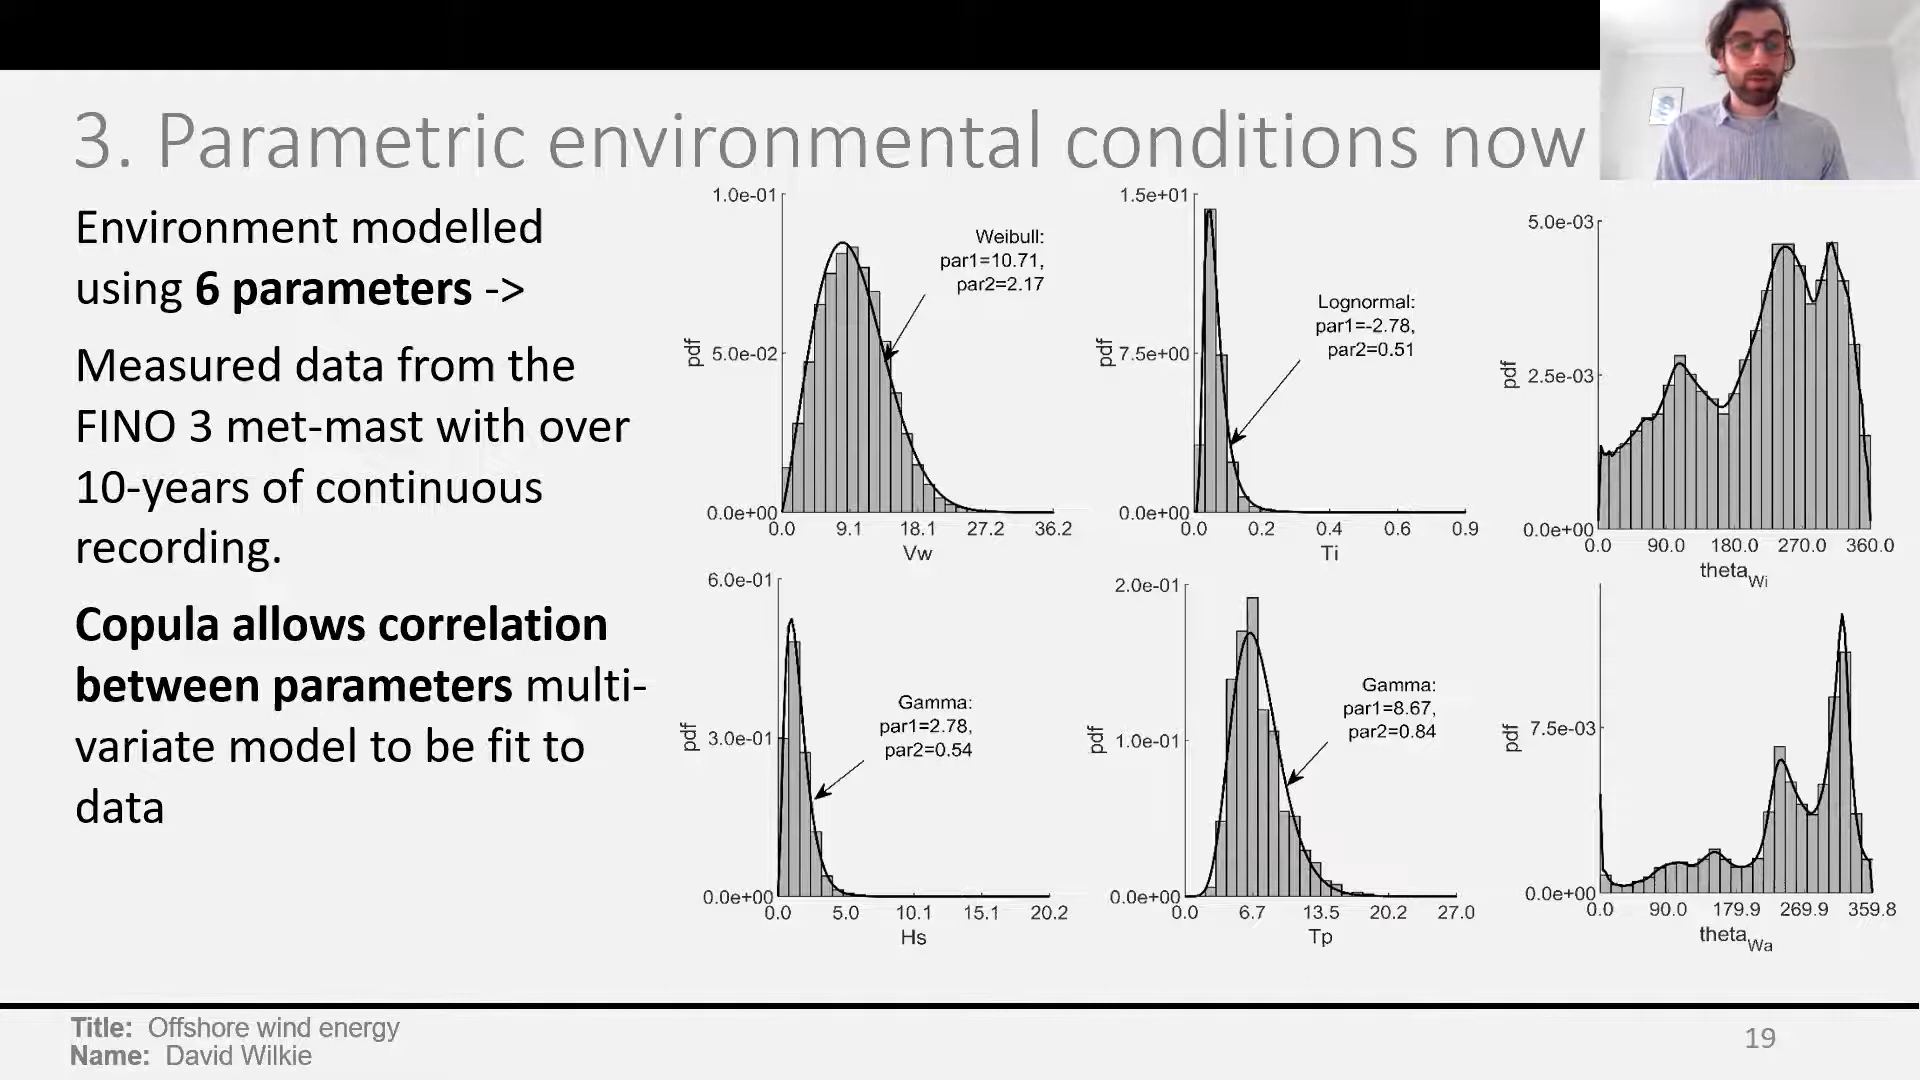 3. Parametric environmental conditions now
Environment modelled
using 6 parameters ->
Measured data from the
FINO 3 met-mast with over
10-years of continuous
recording.
Copula allows correlation
between parameters multi-
variate model to be fit to
data
1.0e-01
5.0e-02
0.0e+00
pdf
Weibull:
par1=10.71,
par2=2.17
0.0 9.1 18.1 27.2 36.2
Vw
1.5e+01
7.5e+00
0.0e+00
pdf
Lognormal:
par1=-2.78,
par2=0.51
0.0 0.2 0.4 0.6 0.9
Ti
5.0e-03
2.5e-03
0.0e+00
pdf
0.0 90.0 180.0 270.0 360.0
theta Wi
6.0e-01
3.0e-01
0.0e+00
pdf
Gamma:
par1=2.78,
par2=0.54
0.0 5.0 10.1 15.1 20.2
Hs
2.0e-01
1.0e-01
0.0e+00
pdf
Gamma:
par1=8.67,
par2=0.84
0.0 6.7 13.5 20.2 27.0
Tp
7.5e-03
0.0e+00
pdf
0.0 90.0 179.9 269.9 359.8
theta Wa
Title: Offshore wind energy
Name: David Wilkie
19